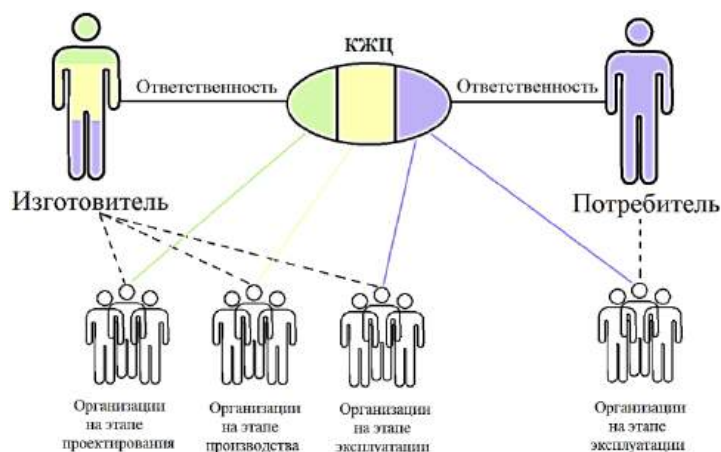 КЖЦ
Ответственность
Ответственность
Изготовитель
Потребитель
Организации
на этапе
проектирования
Организации
на этапе
производства
Организации
на этапе
эксплуатации
Организации
на этапе
эксплуатации